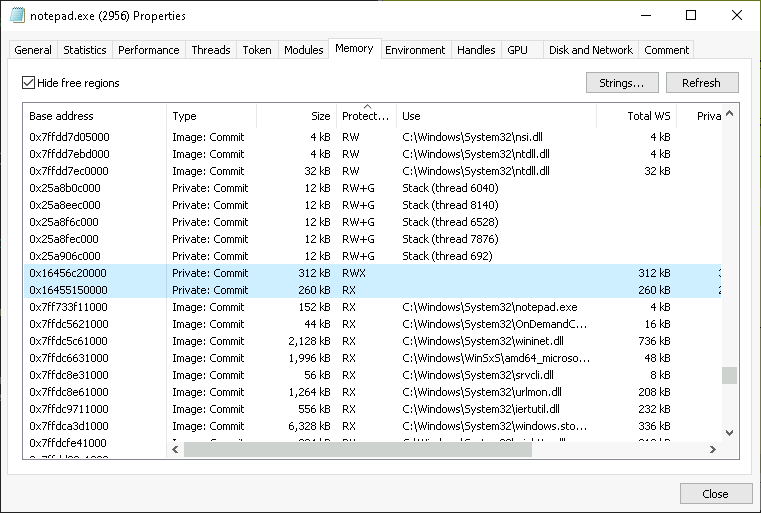 notepad.exe (2956) Properties
General Statistics Performance Threads Token Modules Memory Environment Handles GPU Disk and Network Comment
Hide free regions Strings... Refresh
Base address Type Size Protect... Use Total WS Priva
0x7ffdd7d05000 Image: Commit 4 kB RW C:\Windows\System32\nsi.dll 4 kB
0x7ffdd7ebd000 Image: Commit 4 kB RW C:\Windows\System32\ntdll.dll 4 kB
0x7ffdd7ec0000 Image: Commit 32 kB RW C:\Windows\System32\ntdll.dll 32 kB
0x25a8b0c000 Private: Commit 12 kB RW+G Stack (thread 6040)
0x25a8eec000 Private: Commit 12 kB RW+G Stack (thread 8140)
0x25a8f6c000 Private: Commit 12 kB RW+G Stack (thread 6528)
0x25a8fec000 Private: Commit 12 kB RW+G Stack (thread 7876)
0x25a906c000 Private: Commit 12 kB RW+G Stack (thread 692)
0x16456c20000 Private: Commit 312 kB RWX 312 kB
0x16455150000 Private: Commit 260 kB RX 260 kB
0x7ff733f11000 Image: Commit 152 kB RX C:\Windows\System32\notepad.exe 4 kB
0x7ffdc5621000 Image: Commit 44 kB RX C:\Windows\System32\OnDemandC... 16 kB
0x7ffdc5c61000 Image: Commit 2,128 kB RX C:\Windows\System32\wininet.dll 736 kB
0x7ffdc6631000 Image: Commit 1,996 kB RX C:\Windows\WinSxS\amd64_microso... 48 kB
0x7ffdc8e31000 Image: Commit 56 kB RX C:\Windows\System32\srvcli.dll 8 kB
0x7ffdc8e61000 Image: Commit 1,264 kB RX C:\Windows\System32\urlmon.dll 208 kB
0x7ffdc9711000 Image: Commit 556 kB RX C:\Windows\System32\iertutil.dll 232 kB
0x7ffdca3d1000 Image: Commit 6,328 kB RX C:\Windows\System32\windows.sto... 336 kB
0x7ffdcfe41000
Close